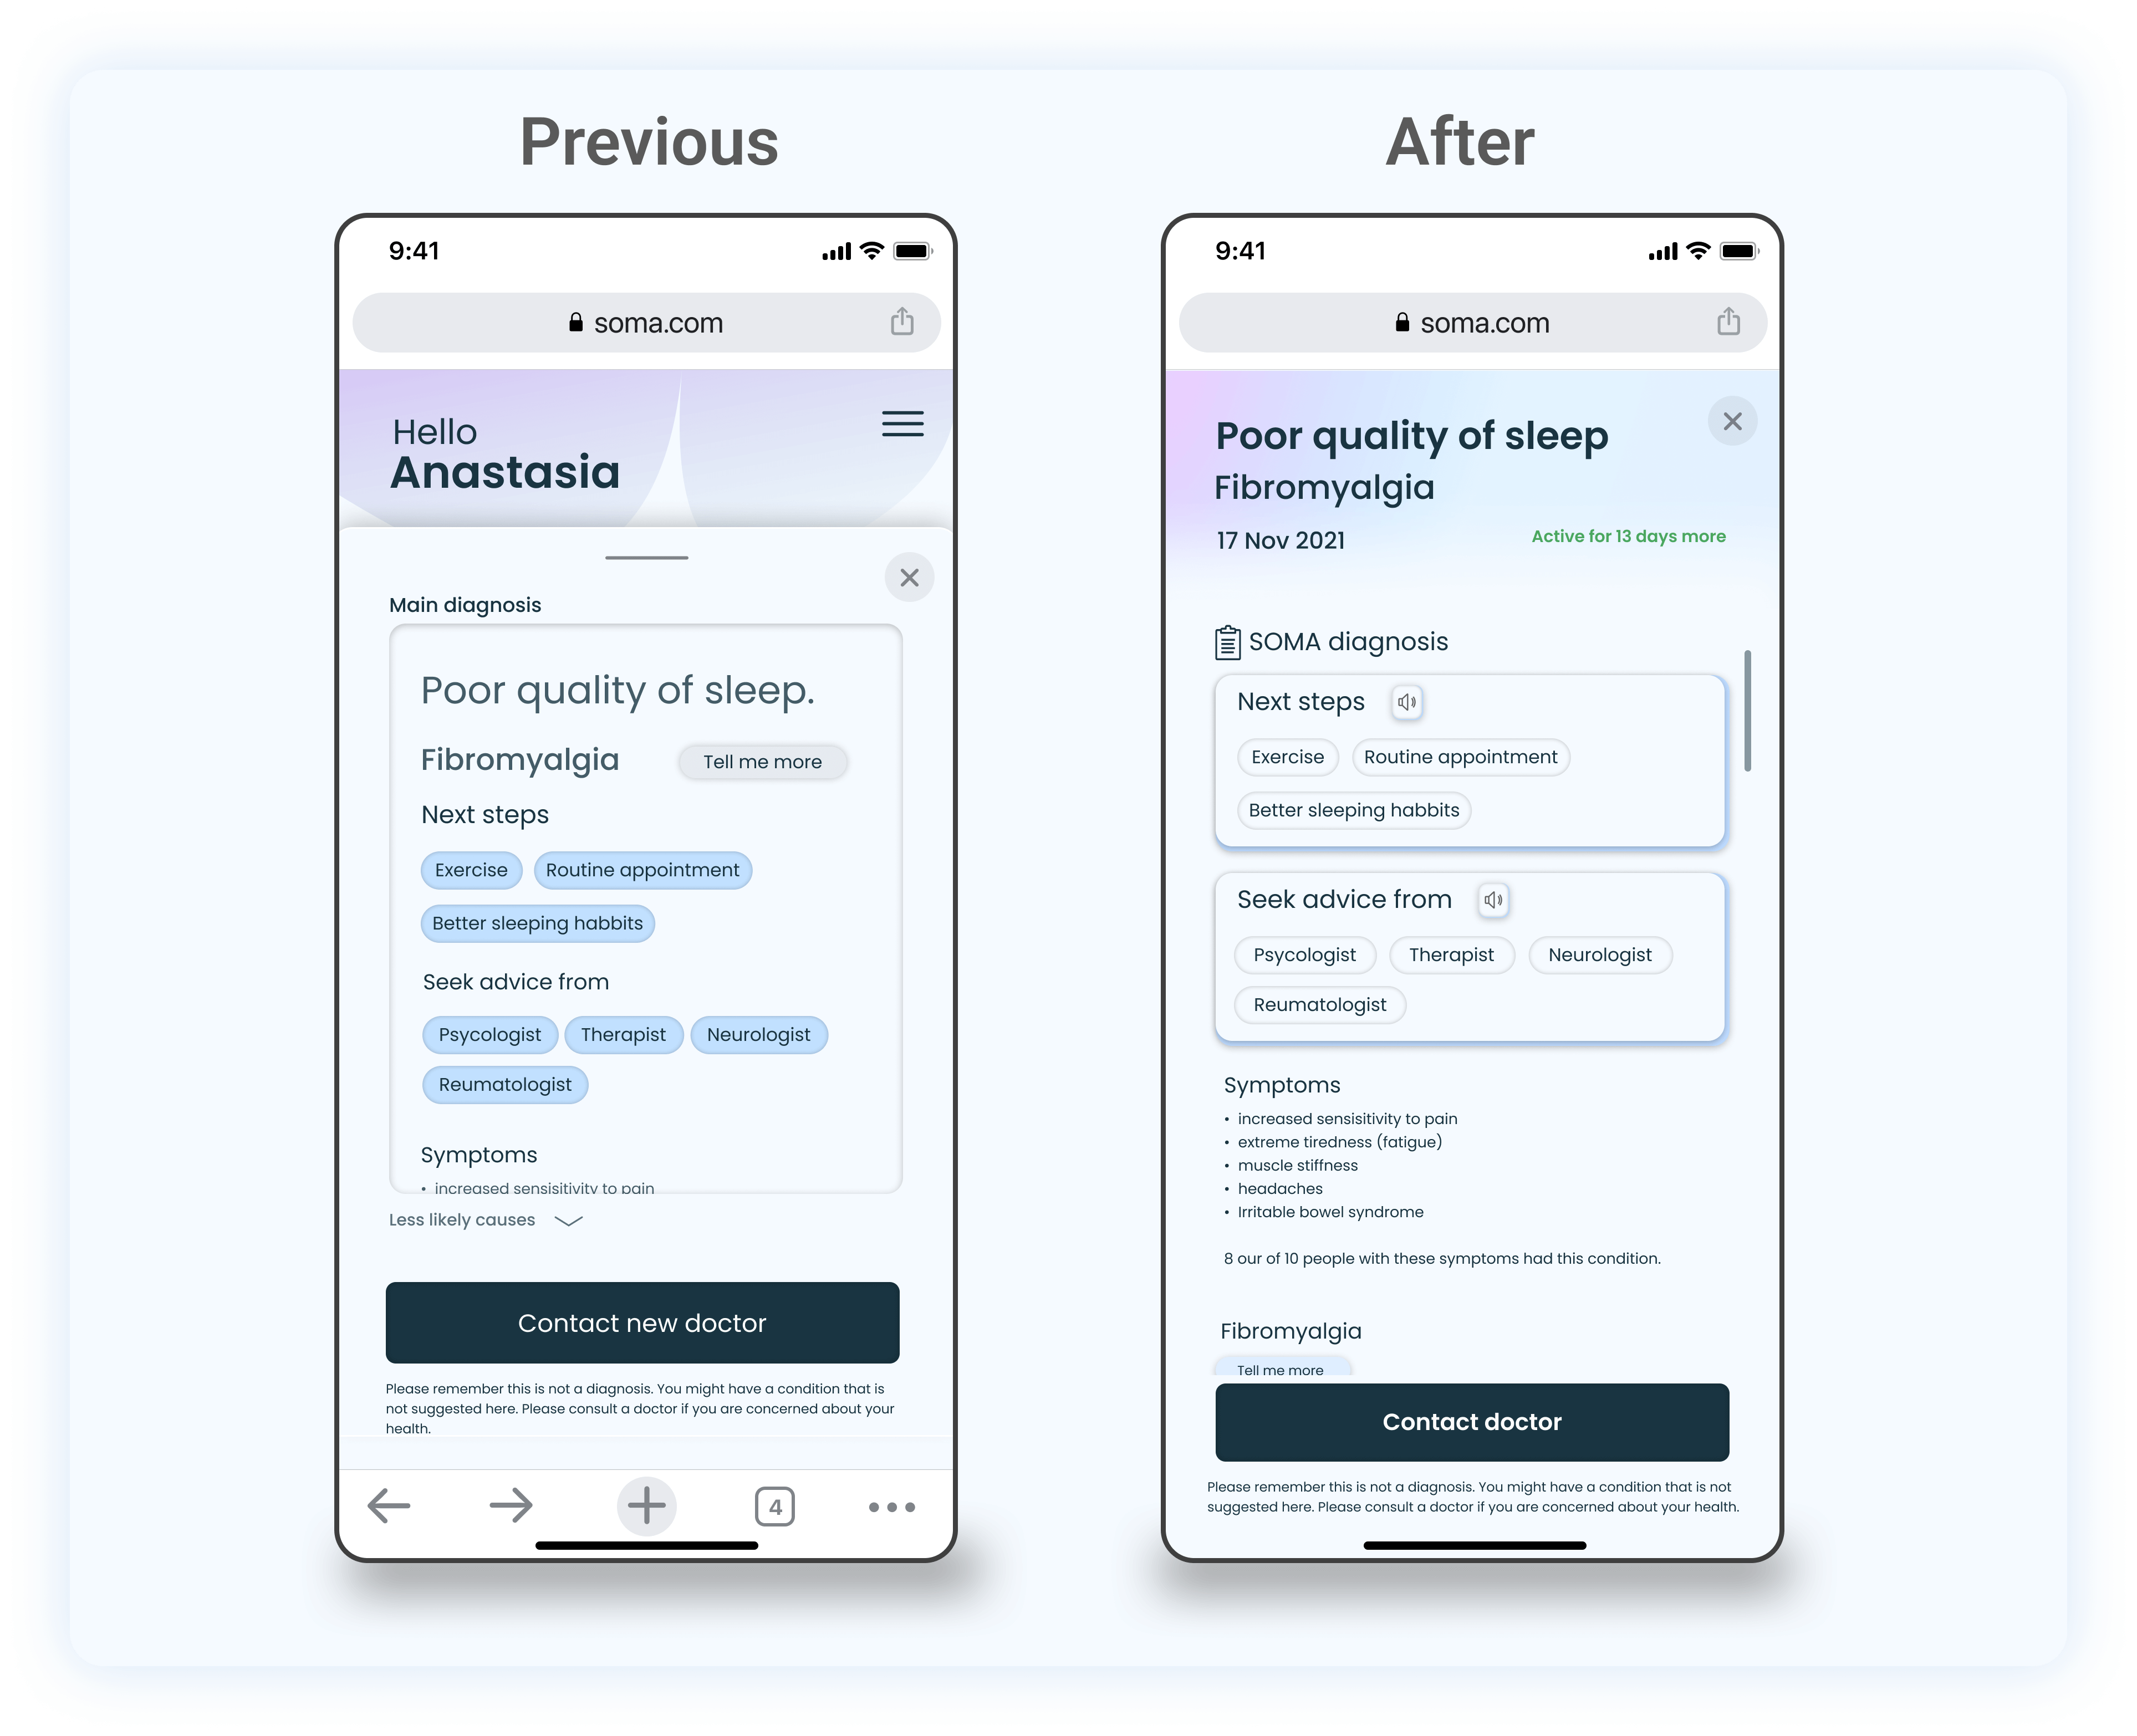 Previous
9:41
soma.com
Hello
Anastasia
Main diagnosis
Poor quality of sleep.
Fibromyalgia
Tell me more
Next steps
Exercise
Routine appointment
Better sleeping habbits
Seek advice from
Psycologist
Therapist
Neurologist
Reumatologist
Symptoms
• increased sensisitivity to pain
Less likely causes
Contact new doctor
Please remember this is not a diagnosis. You might have a condition that is
not suggested here. Please consult a doctor if you are concerned about your
health.
4
After
9:41
soma.com
Poor quality of sleep
Fibromyalgia
17 Nov 2021
Active for 13 days more
SOMA diagnosis
Next steps
Exercise
Routine appointment
Better sleeping habbits
Seek advice from
Psycologist
Therapist
Neurologist
Reumatologist
Symptoms
• increased sensisitivity to pain
• extreme tiredness (fatigue)
• muscle stiffness
• headaches
• Irritable bowel syndrome
8 our of 10 people with these symptoms had this condition.
Fibromyalgia
Tell me more
Contact doctor
Please remember this is not a diagnosis. You might have a condition that is not
suggested here. Please consult a doctor if you are concerned about your health.